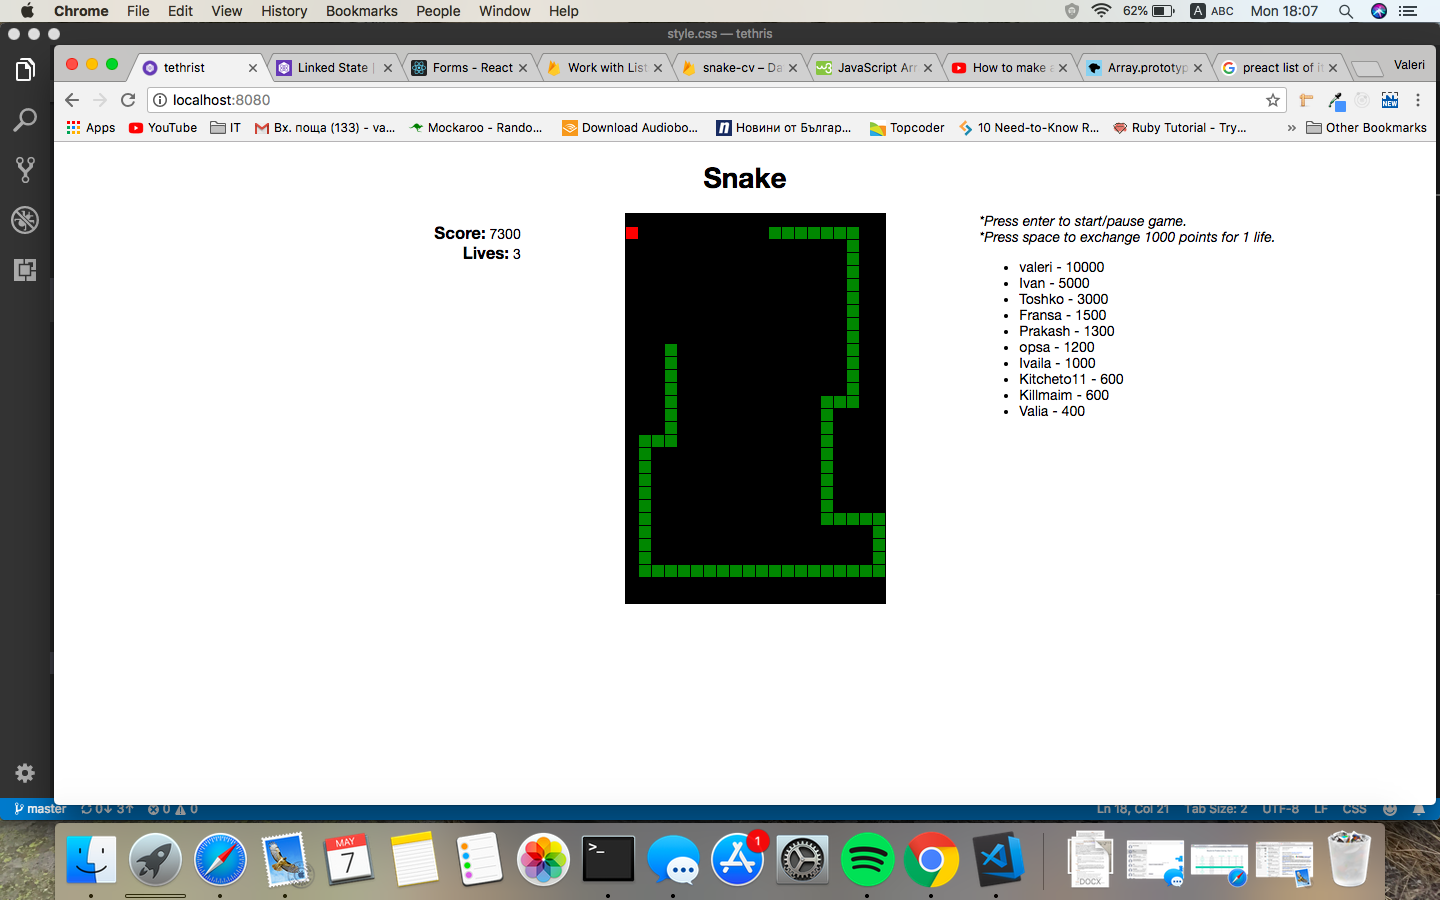 Chrome File Edit View History Bookmarks People Window Help 62% A ABC Mon 18:07
style.css — tethris
tethrist Linked State Forms - React Work with List snake-cv – Da JavaScript Arr How to make a Array.prototyp preact list of it Valeri
localhost:8080
NEW
Apps YouTube IT Вх. поща (133) - va... Mockaroo - Rando... Download Audiobo... Новини от Българ... Topcoder 10 Need-to-Know R... Ruby Tutorial - Try... » Other Bookmarks
Snake
Score: 7300
Lives: 3
*Press enter to start/pause game.
*Press space to exchange 1000 points for 1 life.
• valeri - 10000
• Ivan - 5000
• Toshko - 3000
• Fransa - 1500
• Prakash - 1300
• opsa - 1200
• Ivaila - 1000
• Kitcheto11 - 600
• Killmaim - 600
• Valia - 400
master 0↓ 3↑ 0 0 Ln 18, Col 21 Tab Size: 2 UTF-8 LF CSS
MAY
7
>_
1
DOCX